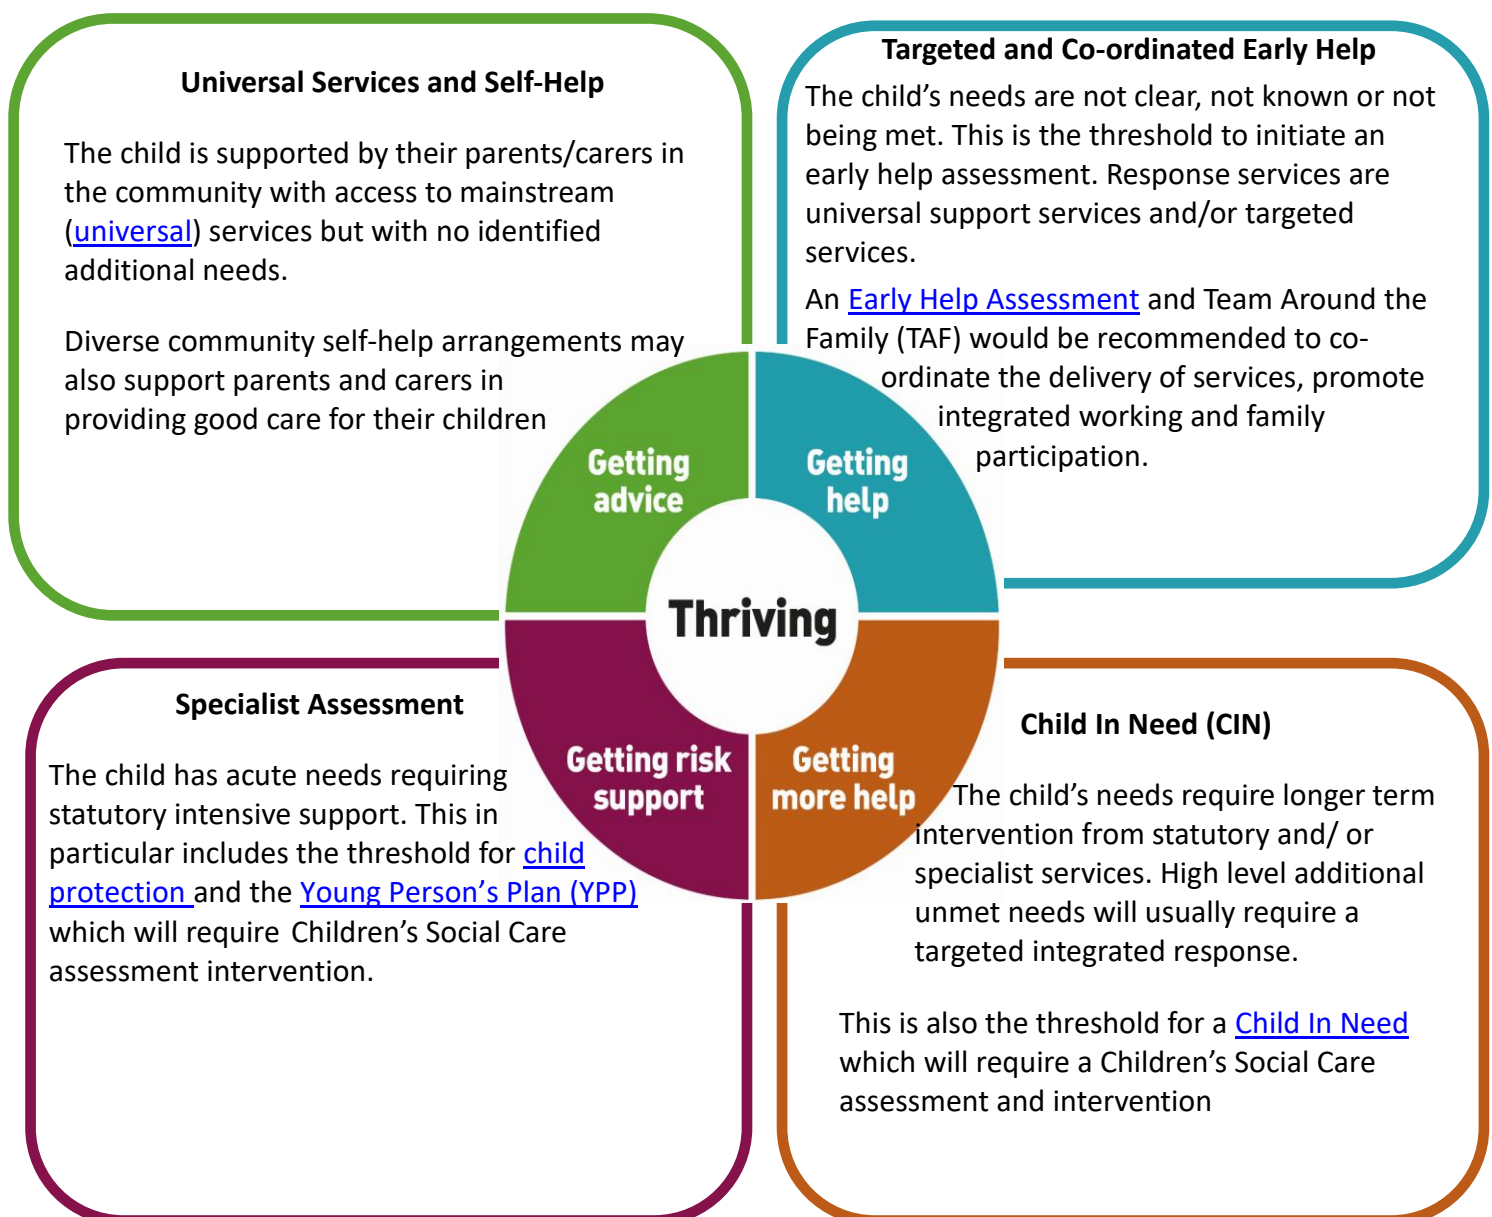 Universal Services and Self-Help
The child is supported by their parents/carers in
the community with access to mainstream
(universal) services but with no identified
additional needs.
Diverse community self-help arrangements may
also support parents and carers in
providing good care for their children
Targeted and Co-ordinated Early Help
The child’s needs are not clear, not known or not
being met. This is the threshold to initiate an
early help assessment. Response services are
universal support services and/or targeted
services.
An Early Help Assessment and Team Around the
Family (TAF) would be recommended to co-
ordinate the delivery of services, promote
integrated working and family
participation.
Getting
advice
Getting
help
Thriving
Getting risk
support
Getting
more help
Specialist Assessment
The child has acute needs requiring
statutory intensive support. This in
particular includes the threshold for child
protection and the Young Person’s Plan (YPP)
which will require Children’s Social Care
assessment intervention.
Child In Need (CIN)
The child’s needs require longer term
intervention from statutory and/ or
specialist services. High level additional
unmet needs will usually require a
targeted integrated response.
This is also the threshold for a Child In Need
which will require a Children’s Social Care
assessment and intervention